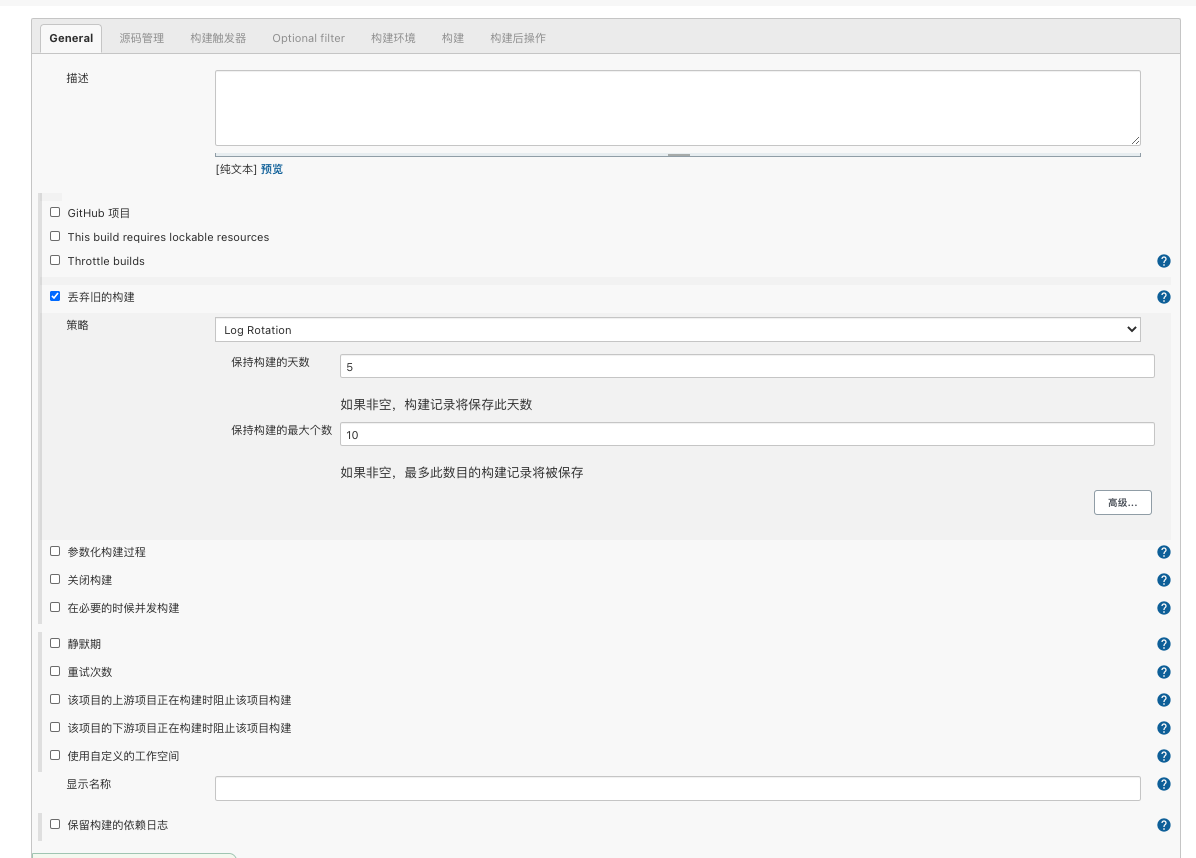 General 源码管理 构建触发器 Optional filter 构建环境 构建 构建后操作
描述
[纯文本] 预览
GitHub 项目
This build requires lockable resources
Throttle builds
?
丢弃旧的构建
?
策略
Log Rotation
保持构建的天数
5
如果非空，构建记录将保存此天数
保持构建的最大个数
10
如果非空，最多此数目的构建记录将被保存
高级...
参数化构建过程
?
关闭构建
?
在必要的时候并发构建
?
静默期
?
重试次数
?
该项目的上游项目正在构建时阻止该项目构建
?
该项目的下游项目正在构建时阻止该项目构建
?
使用自定义的工作空间
?
显示名称
?
保留构建的依赖日志
?